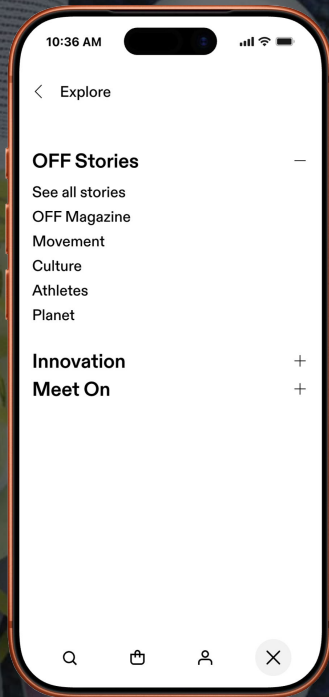 10:36 AM
Explore
OFF Stories
See all stories
OFF Magazine
Movement
Culture
Athletes
Planet
Innovation
Meet On